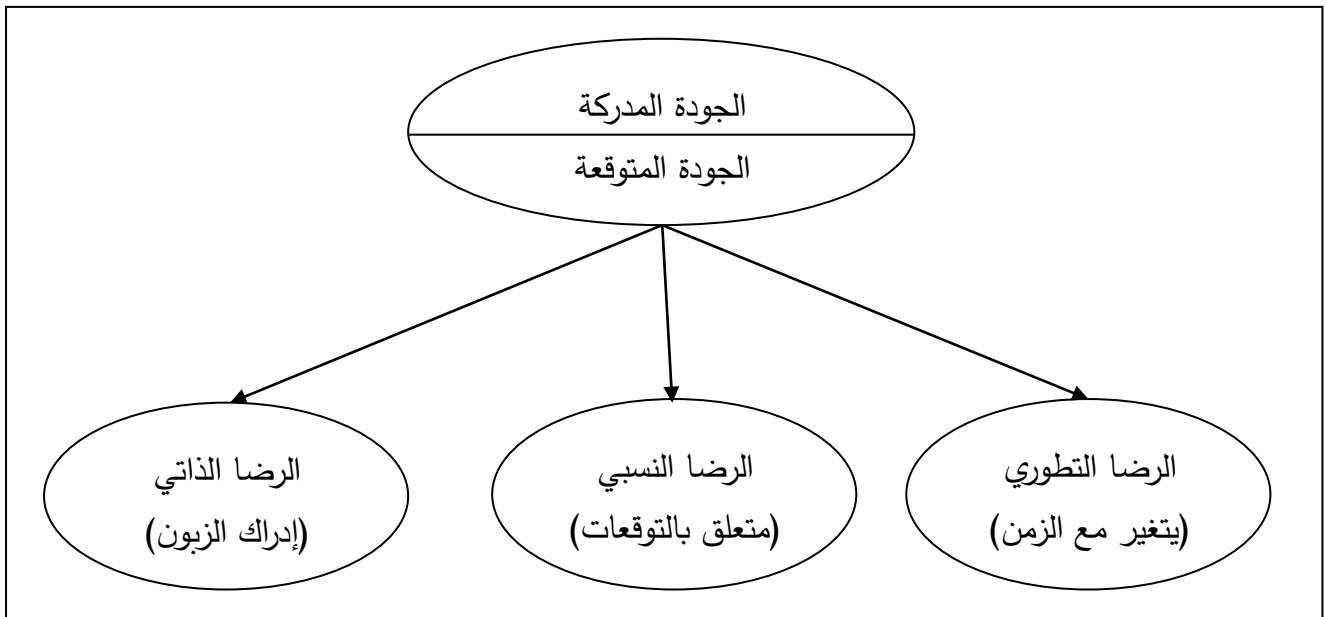 الجودة المدركة
الجودة المتوقعة
الرضا التطوري
(يتغير مع الزمن)
الرضا النسبي
(متعلق بالتوقعات)
الرضا الذاتي
(إدراك الزبون)